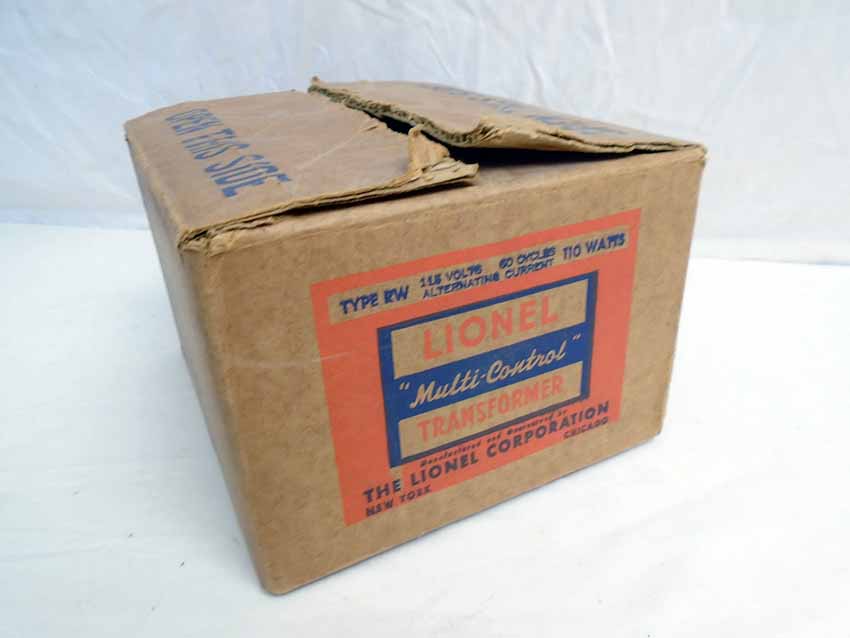 OPEN THIS SIDE
TYPE RW 115 VOLTS 60 CYCLES 110 WATTS
ALTERNATING CURRENT
LIONEL
"Multi-Control"
TRANSFORMER
Manufactured and Guaranteed by
THE LIONEL CORPORATION
NEW YORK CHICAGO